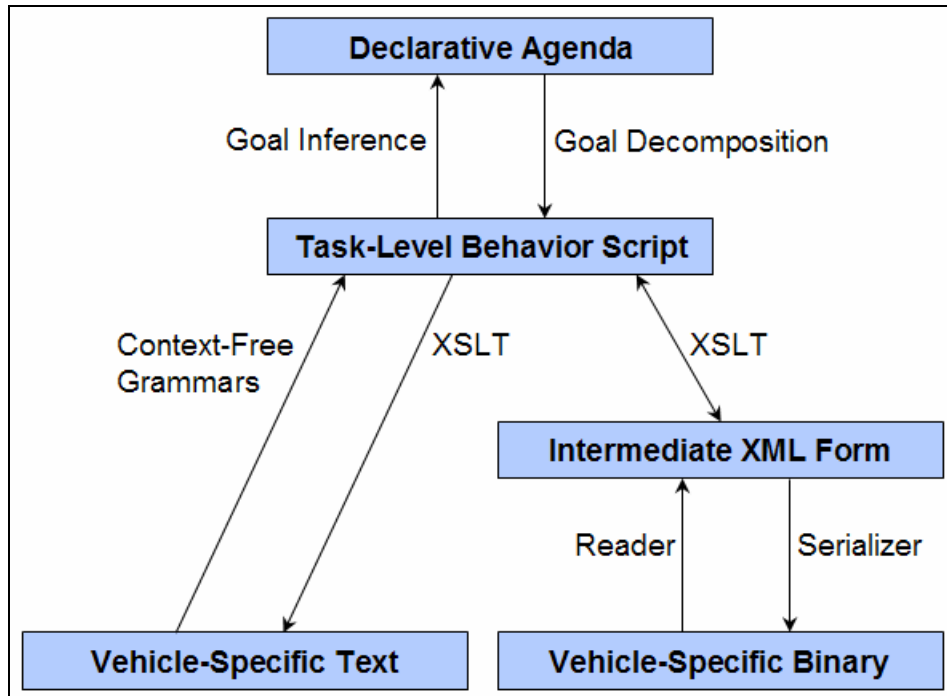 Declarative Agenda
Goal Inference
Goal Decomposition
Task-Level Behavior Script
Context-Free
Grammars
XSLT
XSLT
Intermediate XML Form
Reader
Serializer
Vehicle-Specific Text
Vehicle-Specific Binary